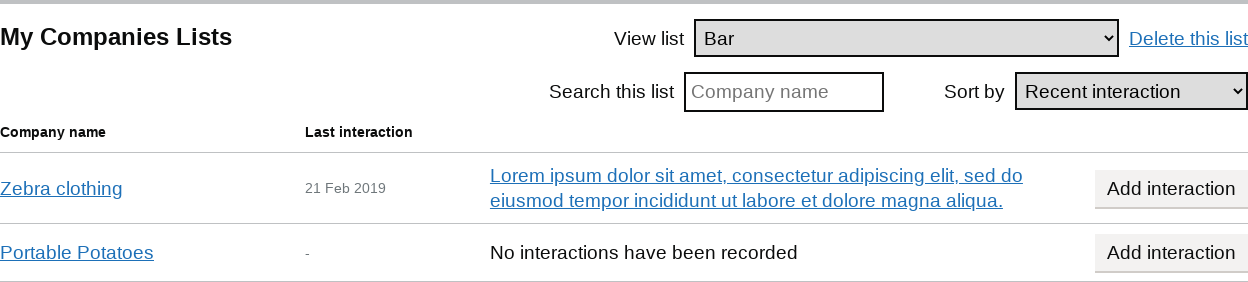 My Companies Lists
View list Bar Delete this list
Search this list Company name Sort by Recent interaction
Company name Last interaction
Zebra clothing 21 Feb 2019 Lorem ipsum dolor sit amet, consectetur adipiscing elit, sed do
eiusmod tempor incididunt ut labore et dolore magna aliqua. Add interaction
Portable Potatoes - No interactions have been recorded Add interaction